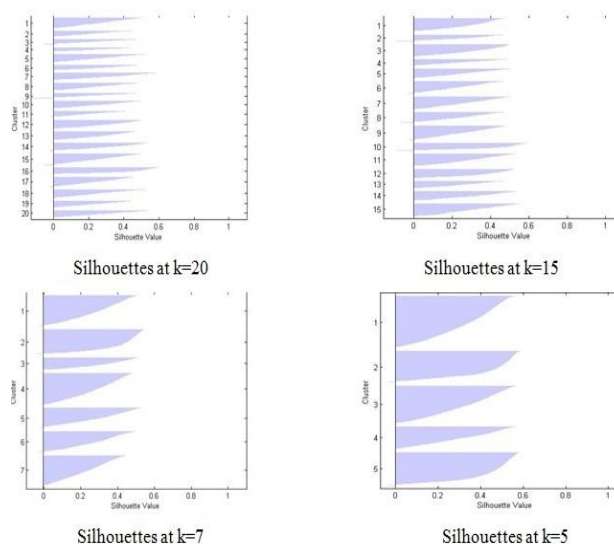 1
2
3
4
5
6
7
8
9
10
11
12
13
14
15
16
17
18
19
20
Cluster
0 0.2 0.4 0.6 0.8 1
Silhouette Value
Silhouettes at k=20
1
2
3
4
5
6
7
8
9
10
11
12
13
14
15
Cluster
0 0.2 0.4 0.6 0.8 1
Silhouette Value
Silhouettes at k=15
1
2
3
4
5
6
7
Cluster
0 0.2 0.4 0.6 0.8 1
Silhouette Value
Silhouettes at k=7
1
2
3
4
5
Cluster
0 0.2 0.4 0.6 0.8 1
Silhouette Value
Silhouettes at k=5